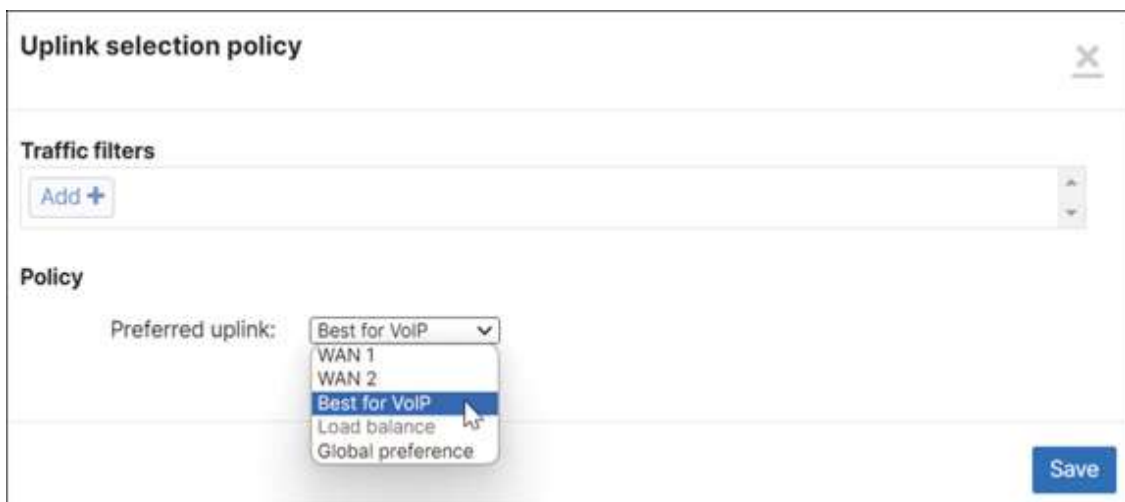 Uplink selection policy
Traffic filters
Add +
Policy
Preferred uplink: Best for VoIP
WAN 1
WAN 2
Best for VoIP
Load balance
Global preference
Save